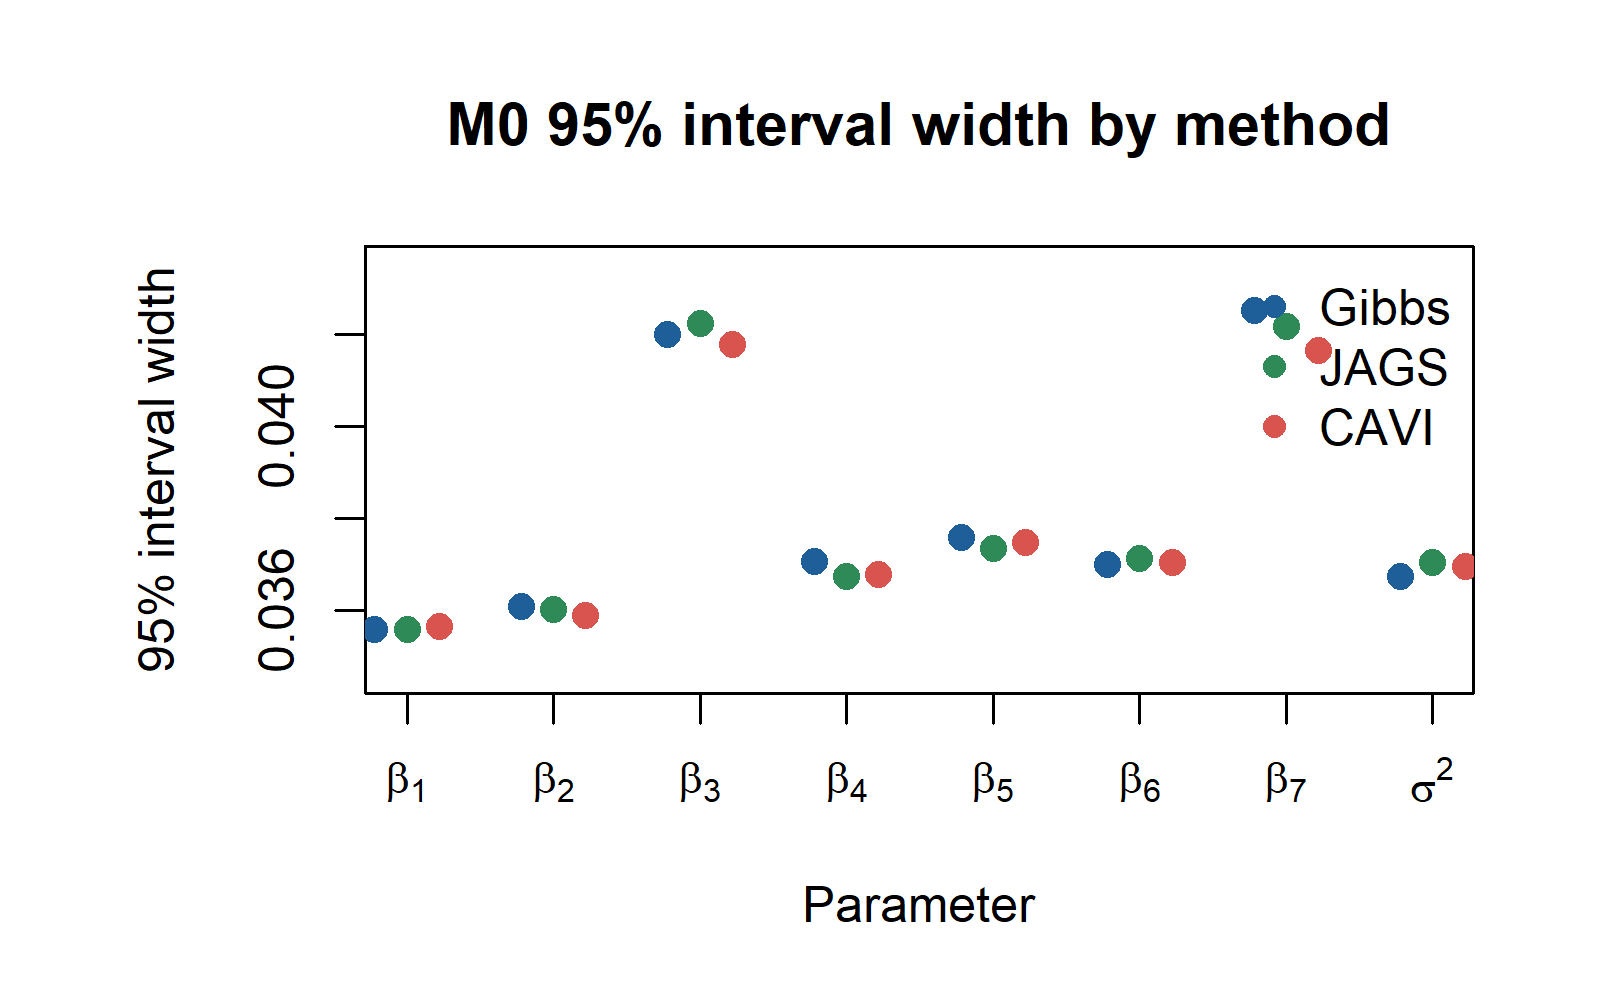 M0 95% interval width by method
95% interval width
0.040
0.036
Gibbs
JAGS
CAVI
β1 β2 β3 β4 β5 β6 β7 σ2
Parameter